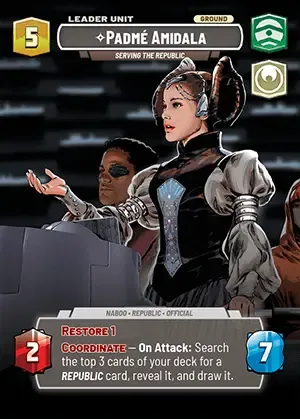 LEADER UNIT
GROUND
5
✧PADMÉ AMIDALA
SERVING THE REPUBLIC
NABOO • REPUBLIC • OFFICIAL
RESTORE 1
COORDINATE — On Attack: Search
the top 3 cards of your deck for a
REPUBLIC card, reveal it, and draw it.
2
7